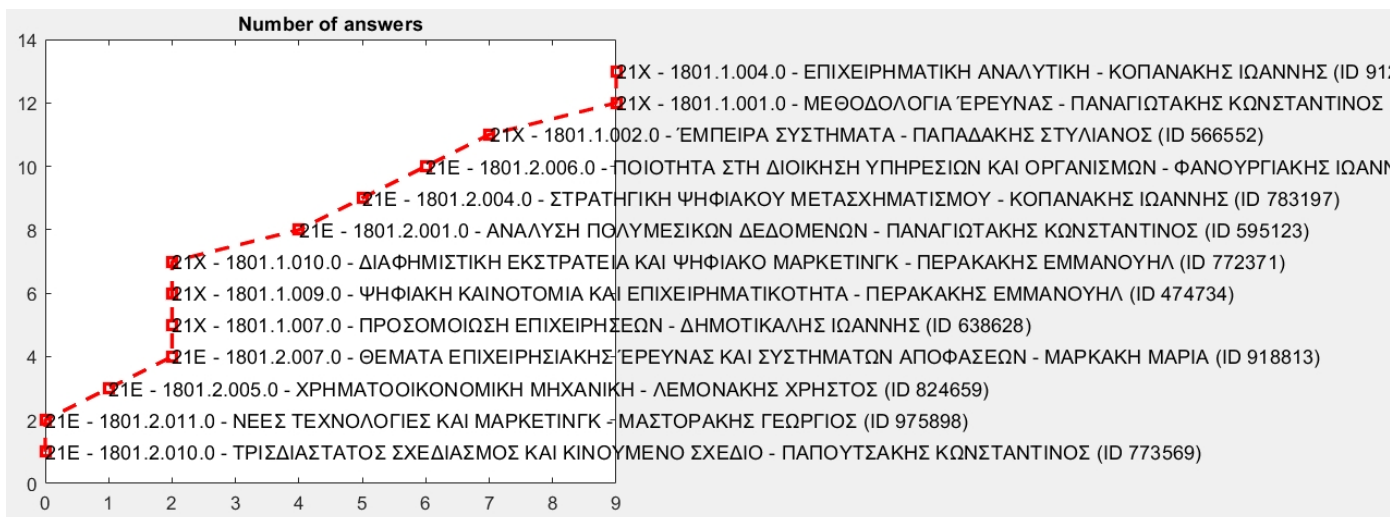 Number of answers
14
21X - 1801.1.004.0 - ΕΠΙΧΕΙΡΗΜΑΤΙΚΗ ΑΝΑΛΥΤΙΚΗ - ΚΟΠΑΝΑΚΗΣ ΙΩΑΝΝΗΣ (ID 912
12
21X - 1801.1.001.0 - ΜΕΘΟΔΟΛΟΓΙΑ ΈΡΕΥΝΑΣ - ΠΑΝΑΓΙΩΤΑΚΗΣ ΚΩΝΣΤΑΝΤΙΝΟΣ
21X - 1801.1.002.0 - ΈΜΠΕΙΡΑ ΣΥΣΤΗΜΑΤΑ - ΠΑΠΑΔΑΚΗΣ ΣΤΥΛΙΑΝΟΣ (ID 566552)
10
21E - 1801.2.006.0 - ΠΟΙΟΤΗΤΑ ΣΤΗ ΔΙΟΙΚΗΣΗ ΥΠΗΡΕΣΙΩΝ ΚΑΙ ΟΡΓΑΝΙΣΜΩΝ - ΦΑΝΟΥΡΓΙΑΚΗΣ ΙΩΑΝΝ
21E - 1801.2.004.0 - ΣΤΡΑΤΗΓΙΚΗ ΨΗΦΙΑΚΟΥ ΜΕΤΑΣΧΗΜΑΤΙΣΜΟΥ - ΚΟΠΑΝΑΚΗΣ ΙΩΑΝΝΗΣ (ID 783197)
8
21E - 1801.2.001.0 - ΑΝΑΛΥΣΗ ΠΟΛΥΜΕΣΙΚΩΝ ΔΕΔΟΜΕΝΩΝ - ΠΑΝΑΓΙΩΤΑΚΗΣ ΚΩΝΣΤΑΝΤΙΝΟΣ (ID 595123)
21X - 1801.1.010.0 - ΔΙΑΦΗΜΙΣΤΙΚΗ ΕΚΣΤΡΑΤΕΙΑ ΚΑΙ ΨΗΦΙΑΚΟ ΜΑΡΚΕΤΙΝΓΚ - ΠΕΡΑΚΑΚΗΣ ΕΜΜΑΝΟΥΗΛ (ID 772371)
6
21X - 1801.1.009.0 - ΨΗΦΙΑΚΗ ΚΑΙΝΟΤΟΜΙΑ ΚΑΙ ΕΠΙΧΕΙΡΗΜΑΤΙΚΟΤΗΤΑ - ΠΕΡΑΚΑΚΗΣ ΕΜΜΑΝΟΥΗΛ (ID 474734)
21X - 1801.1.007.0 - ΠΡΟΣΟΜΟΙΩΣΗ ΕΠΙΧΕΙΡΗΣΕΩΝ - ΔΗΜΟΤΙΚΑΛΗΣ ΙΩΑΝΝΗΣ (ID 638628)
4
21E - 1801.2.007.0 - ΘΕΜΑΤΑ ΕΠΙΧΕΙΡΗΣΙΑΚΗΣ ΈΡΕΥΝΑΣ ΚΑΙ ΣΥΣΤΗΜΑΤΩΝ ΑΠΟΦΑΣΕΩΝ - ΜΑΡΚΑΚΗ ΜΑΡΙΑ (ID 918813)
21E - 1801.2.005.0 - ΧΡΗΜΑΤΟΟΙΚΟΝΟΜΙΚΗ ΜΗΧΑΝΙΚΗ - ΛΕΜΟΝΑΚΗΣ ΧΡΗΣΤΟΣ (ID 824659)
2
21E - 1801.2.011.0 - ΝΕΕΣ ΤΕΧΝΟΛΟΓΙΕΣ ΚΑΙ ΜΑΡΚΕΤΙΝΓΚ - ΜΑΣΤΟΡΑΚΗΣ ΓΕΩΡΓΙΟΣ (ID 975898)
21E - 1801.2.010.0 - ΤΡΙΣΔΙΑΣΤΑΤΟΣ ΣΧΕΔΙΑΣΜΟΣ ΚΑΙ ΚΙΝΟΥΜΕΝΟ ΣΧΕΔΙΟ - ΠΑΠΟΥΤΣΑΚΗΣ ΚΩΝΣΤΑΝΤΙΝΟΣ (ID 773569)
0
0 1 2 3 4 5 6 7 8 9